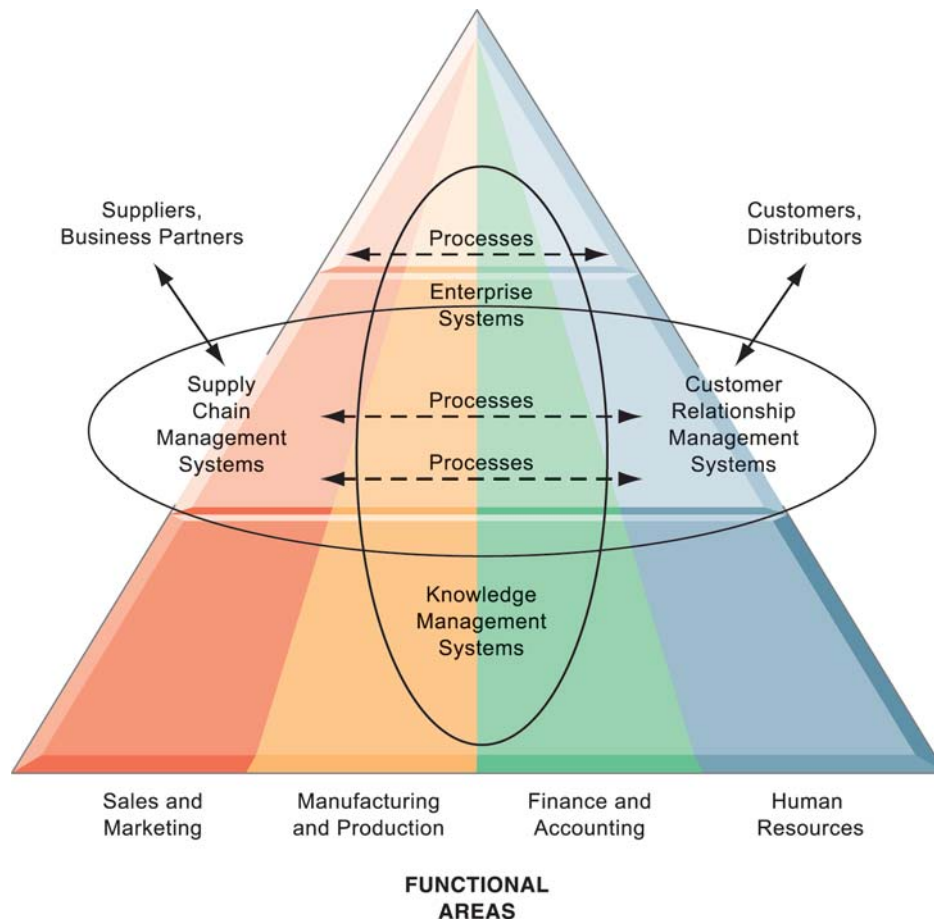 Suppliers,
Business Partners
Customers,
Distributors
Processes
Enterprise
Systems
Supply
Chain
Management
Systems
Processes
Processes
Customer
Relationship
Management
Systems
Knowledge
Management
Systems
Sales and
Marketing
Manufacturing
and Production
Finance and
Accounting
Human
Resources
FUNCTIONAL
AREAS